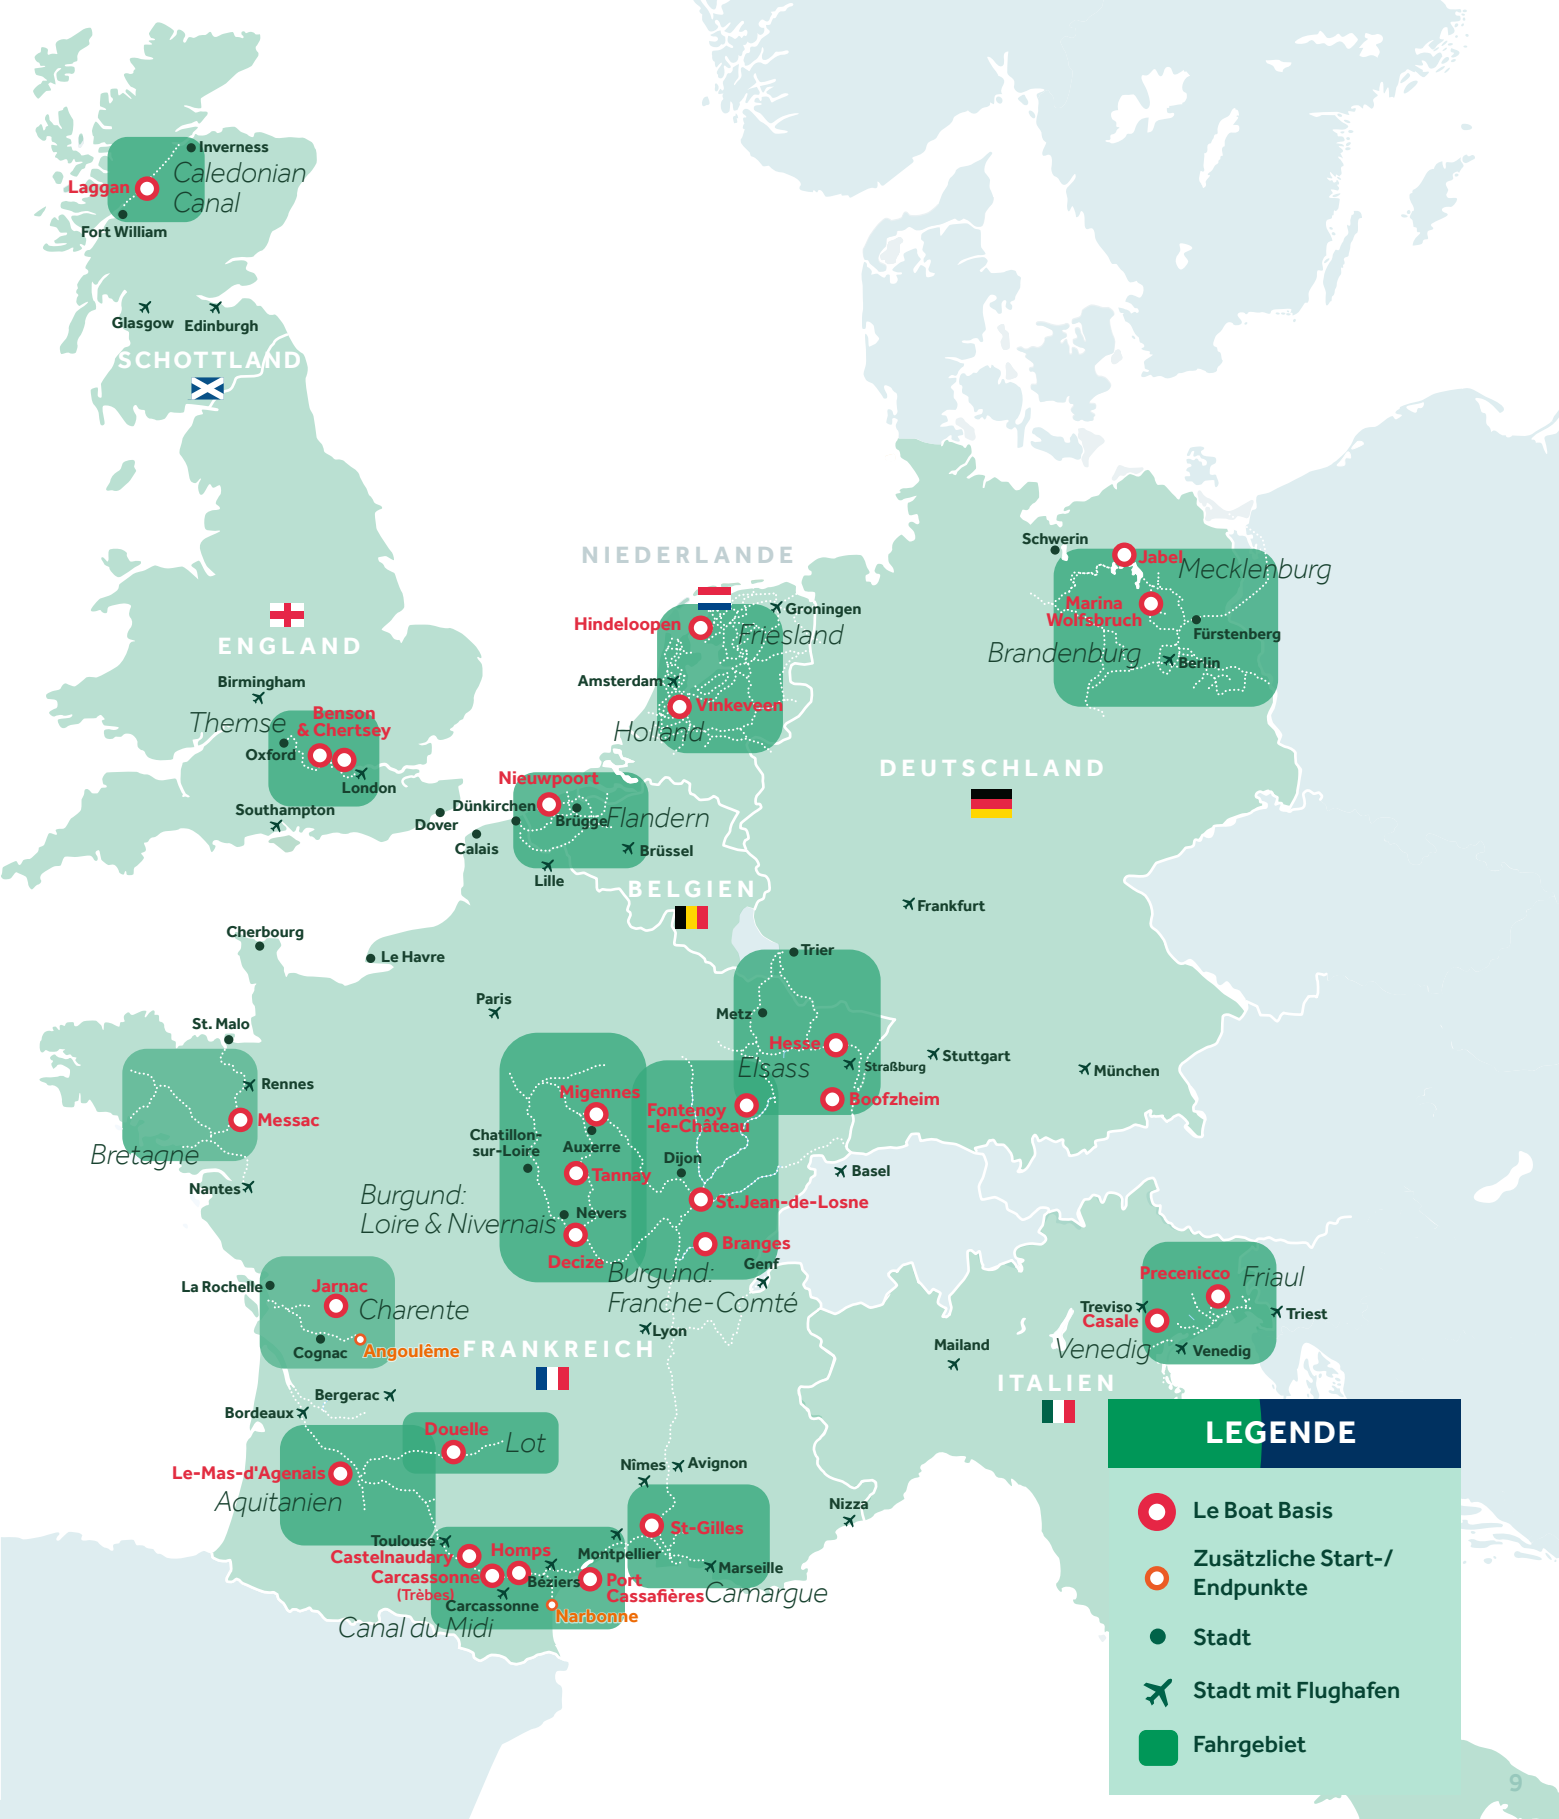 Inverness
Caledonian
Canal
Laggan
Fort William
Glasgow
Edinburgh
SCHOTTLAND
NIEDERLANDE
Schwerin
Jabel
Mecklenburg
Marina
Wolfsbruch
Fürstenberg
Brandenburg
Berlin
Groningen
Hindeloopen
Friesland
Amsterdam
Vinkeveen
Holland
ENGLAND
Birmingham
Themse
Benson
& Chertsey
Oxford
London
Southampton
DEUTSCHLAND
Nieuwpoort
Dünkirchen
Dover
Brügge
Flandern
Calais
Brüssel
Lille
BELGIEN
Frankfurt
Cherbourg
Le Havre
Trier
Paris
Metz
St. Malo
Hesse
Elsass
Straßburg
Stuttgart
München
Rennes
Messac
Bretagne
Nantes
Migennes
Fontenoy
-le-Château
Boofzheim
Chatillon-
sur-Loire
Auxerre
Dijon
Tannay
Basel
Burgund:
Loire & Nivernais
Nevers
St.Jean-de-Losne
Decize
Branges
Genf
Burgund:
Franche-Comté
La Rochelle
Jarnac
Charente
Cognac
Angoulême
FRANKREICH
Lyon
Precenicco
Friaul
Treviso
Casale
Triest
Venedig
Venedig
Mailand
ITALIEN
Bergerac
Bordeaux
Douelle
Lot
Le-Mas-d'Agenais
Aquitanien
Nîmes
Avignon
Nizza
St-Gilles
Toulouse
Castelnaudary
Homps
Montpellier
Marseille
Carcassonne
(Trèbes)
Béziers
Port
Cassafières
Camargue
Carcassonne
Narbonne
Canal du Midi
LEGENDE
Le Boat Basis
Zusätzliche Start-/
Endpunkte
Stadt
Stadt mit Flughafen
Fahrgebiet
9